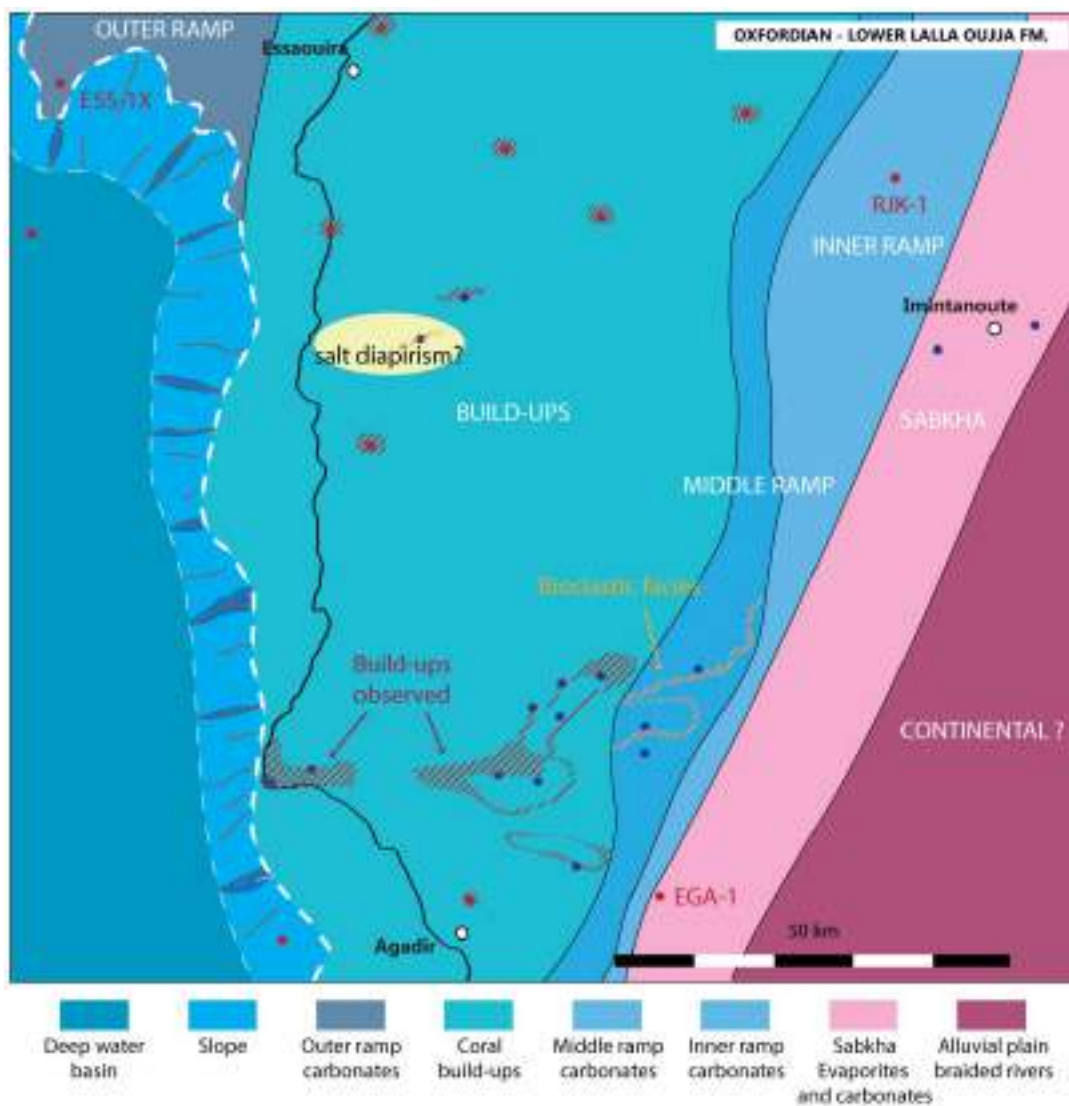 OUTER RAMP
OXFORDIAN - LOWER LALLA OUJJA FM.
Essaouira
ESS-1X
RJK-1
INNER RAMP
Imintanoute
salt diapirism?
BUILD-UPS
SABKHA
MIDDLE RAMP
Bioclastic facies
Build-ups
observed
CONTINENTAL ?
EGA-1
50 km
Agadir
Deep water
basin
Slope
Outer ramp
carbonates
Coral
build-ups
Middle ramp
carbonates
Inner ramp
carbonates
Sabkha
Evaporites
and carbonates
Alluvial plain
braided rivers